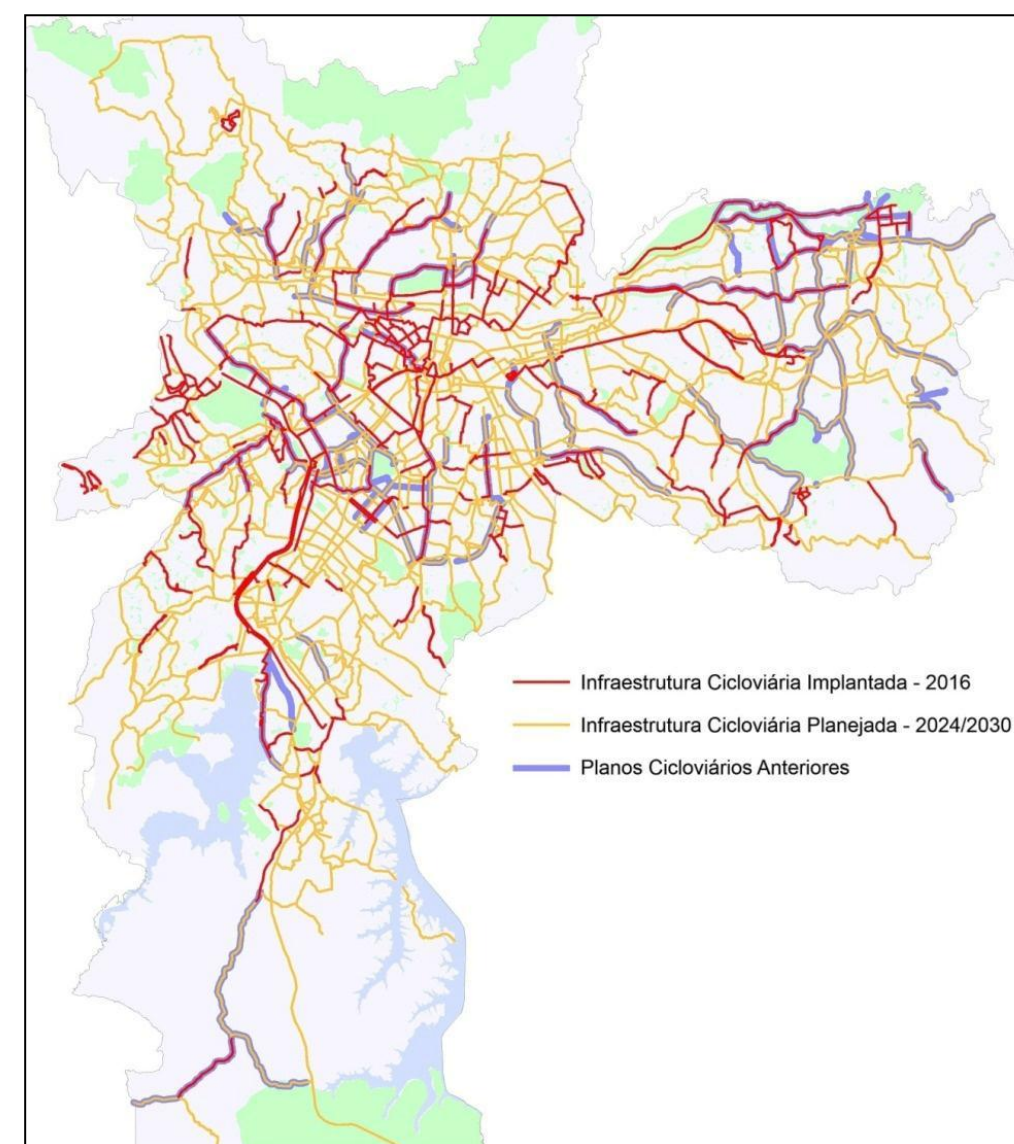 Infraestrutura Cicloviária Implantada - 2016
Infraestrutura Cicloviária Planejada - 2024/2030
Planos Cicloviários Anteriores